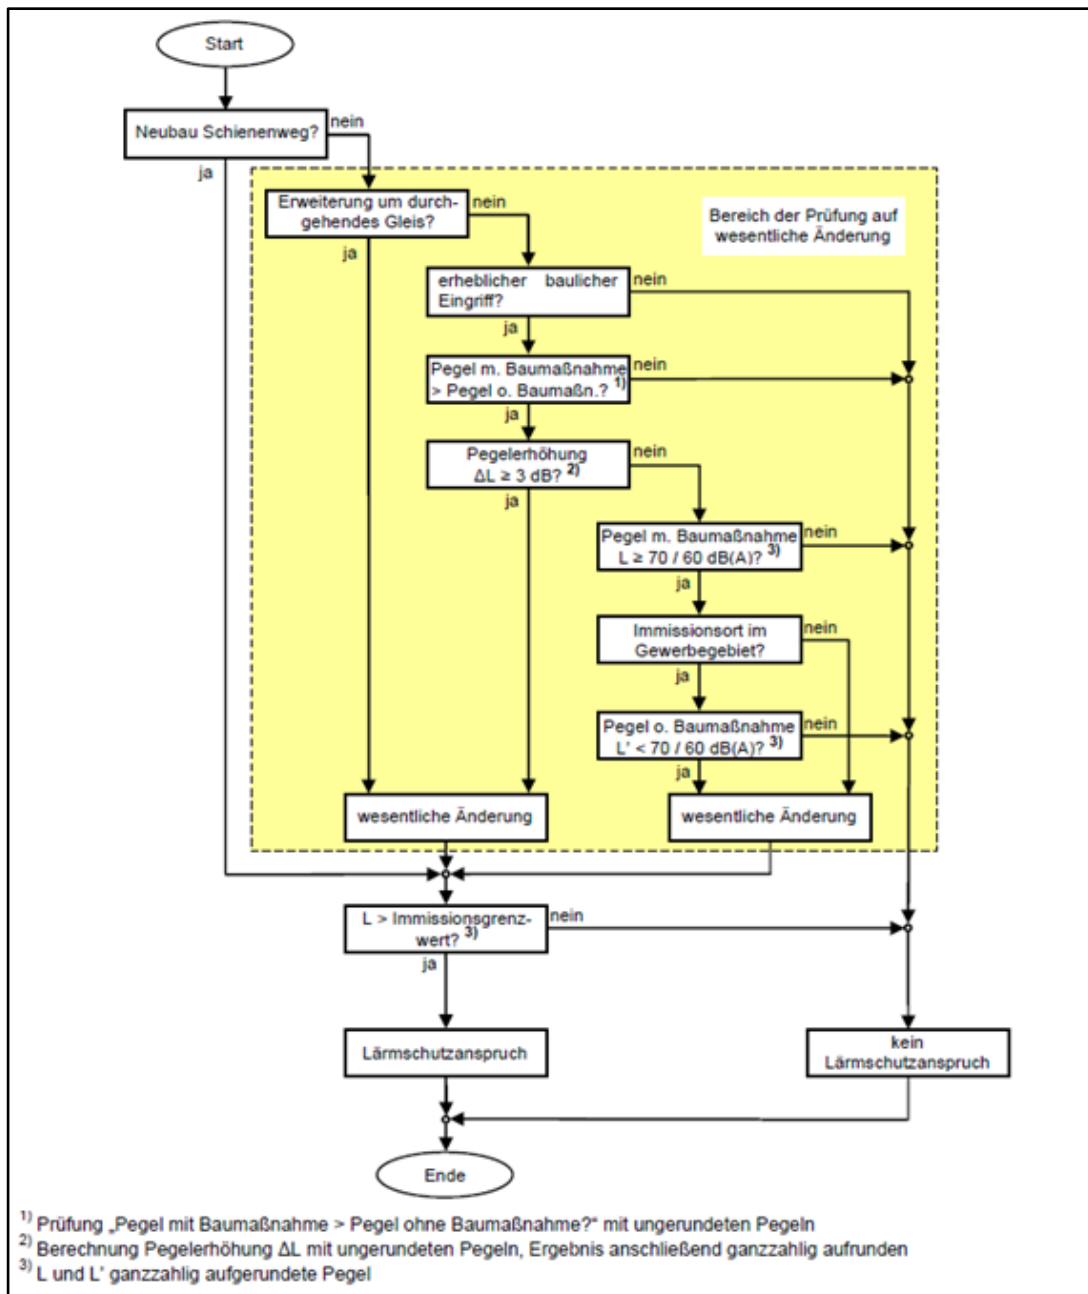 Start
Neubau Schienenweg?
nein
ja
Erweiterung um durch-
gehendes Gleis?
nein
ja
Bereich der Prüfung auf
wesentliche Änderung
erheblicher baulicher
Eingriff?
nein
ja
Pegel m. Baumaßnahme
> Pegel o. Baumaßn.? 1)
nein
ja
Pegelerhöhung
ΔL ≥ 3 dB? 2)
nein
ja
Pegel m. Baumaßnahme
L ≥ 70 / 60 dB(A)? 3)
nein
ja
Immissionsort im
Gewerbegebiet?
nein
ja
Pegel o. Baumaßnahme
L' < 70 / 60 dB(A)? 3)
nein
ja
wesentliche Änderung
wesentliche Änderung
L > Immissionsgrenz-
wert? 3)
nein
ja
Lärmschutzanspruch
kein
Lärmschutzanspruch
Ende
1) Prüfung „Pegel mit Baumaßnahme > Pegel ohne Baumaßnahme?“ mit ungerundeten Pegeln
2) Berechnung Pegelerhöhung ΔL mit ungerundeten Pegeln, Ergebnis anschließend ganzzahlig aufrunden
3) L und L' ganzzahlig aufgerundete Pegel